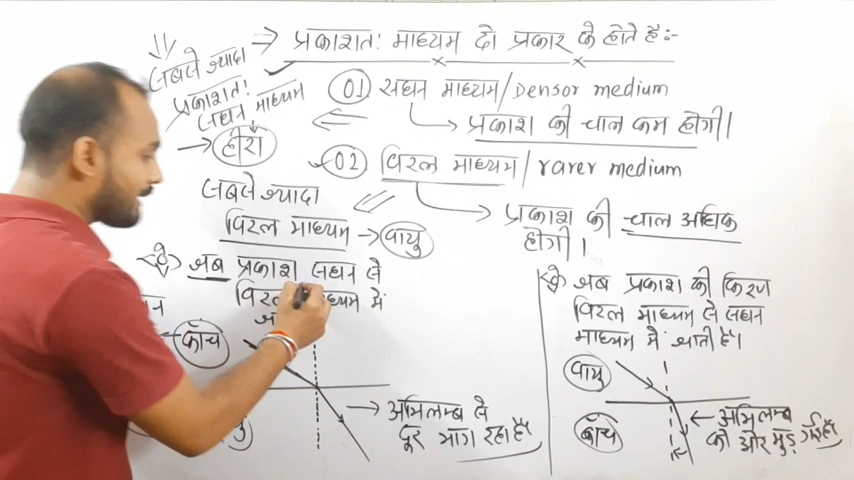 => प्रकाशत: माध्यम दो प्रकार के होते है :-
सबसे ज्यादा
प्रकाशत:
सघन माध्यम
→ हीरा
01 सघन माध्यम / Densor medium
→ प्रकाश की चाल कम होगी।
02 विरल माध्यम / rarer medium
→ प्रकाश की चाल अधिक
होगी।
सबसे ज्यादा
विरल माध्यम → वायु
जब प्रकाश सघन से
विरल माध्यम में
काँच
→ अभिलम्ब से
दूर भाग रहा है
जब प्रकाश की किरण
विरल माध्यम से सघन
माध्यम में जाती है।
वायु
काँच
← अभिलम्ब
की ओर मुड़ गई है